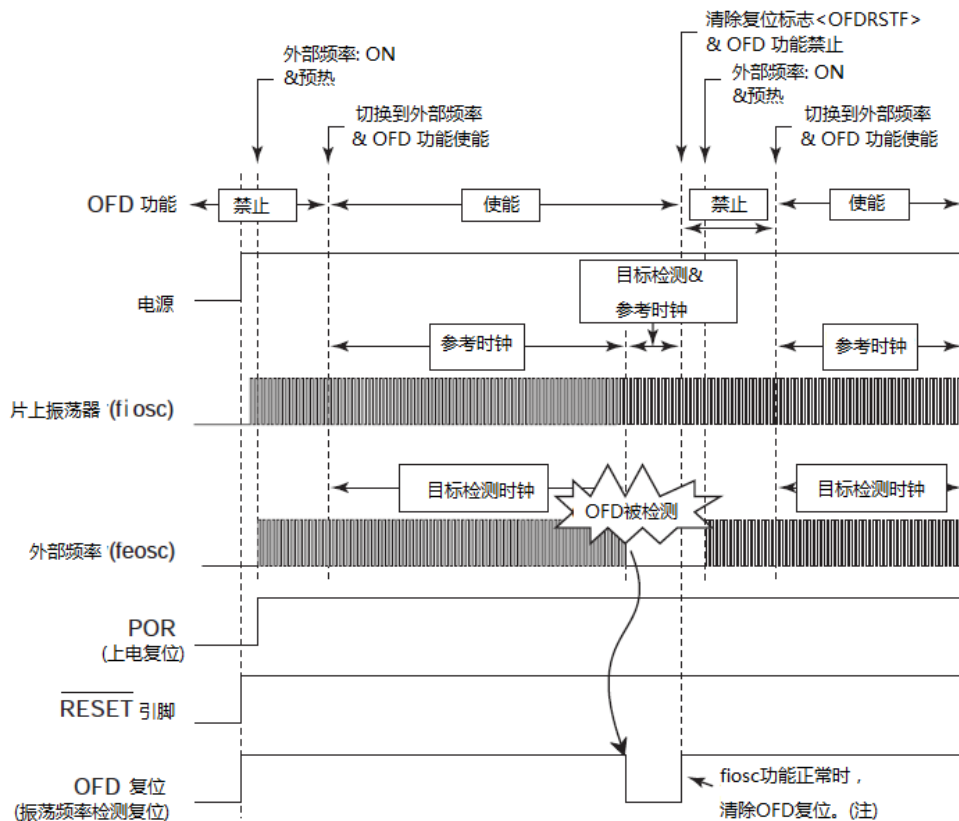 清除复位标志<OFDRSTF>
& OFD 功能禁止
外部频率: ON
&预热
外部频率: ON
&预热
切换到外部频率
& OFD 功能使能
切换到外部频率
& OFD 功能使能
OFD 功能
禁止
使能
禁止
使能
目标检测&
参考时钟
电源
参考时钟
参考时钟
片上振荡器 (fiosc)
目标检测时钟
目标检测时钟
OFD被检测
外部频率 (feosc)
POR
(上电复位)
RESET 引脚
OFD 复位
(振荡频率检测复位)
fiosc功能正常时，
清除OFD复位。(注)